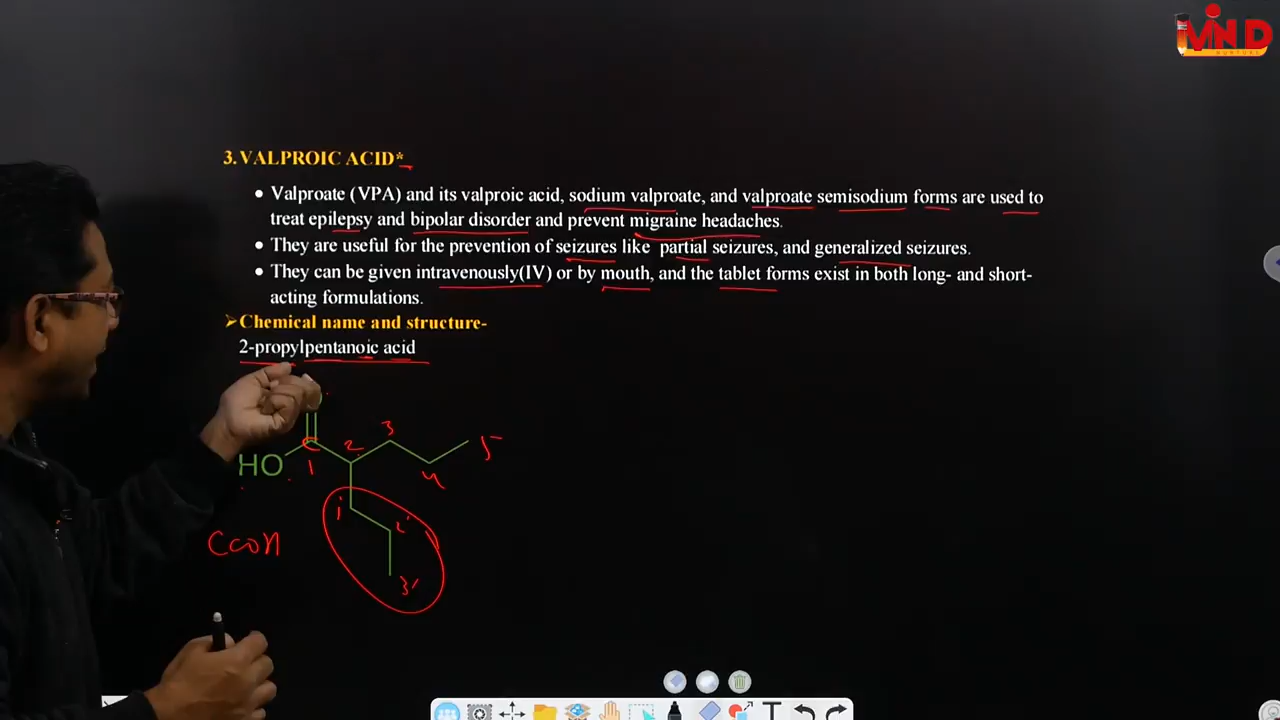 MIND
3. VALPROIC ACID*
• Valproate (VPA) and its valproic acid, sodium valproate, and valproate semisodium forms are used to
treat epilepsy and bipolar disorder and prevent migraine headaches.
• They are useful for the prevention of seizures like partial seizures, and generalized seizures.
• They can be given intravenously(IV) or by mouth, and the tablet forms exist in both long- and short-
acting formulations.
➢Chemical name and structure-
2-propylpentanoic acid
C 1 2 3 4 5
HO
1' 2' 3'
COOH
T